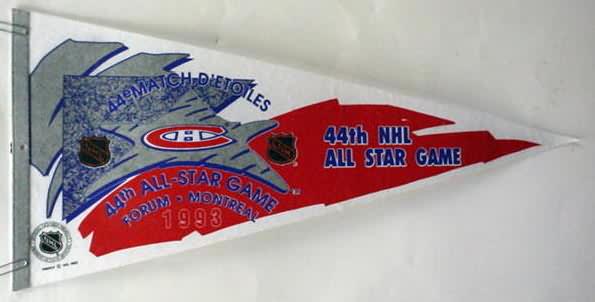 44e MATCH D'ETOILES
44th ALL-STAR GAME
FORUM • MONTREAL
1993
44th NHL
ALL STAR GAME